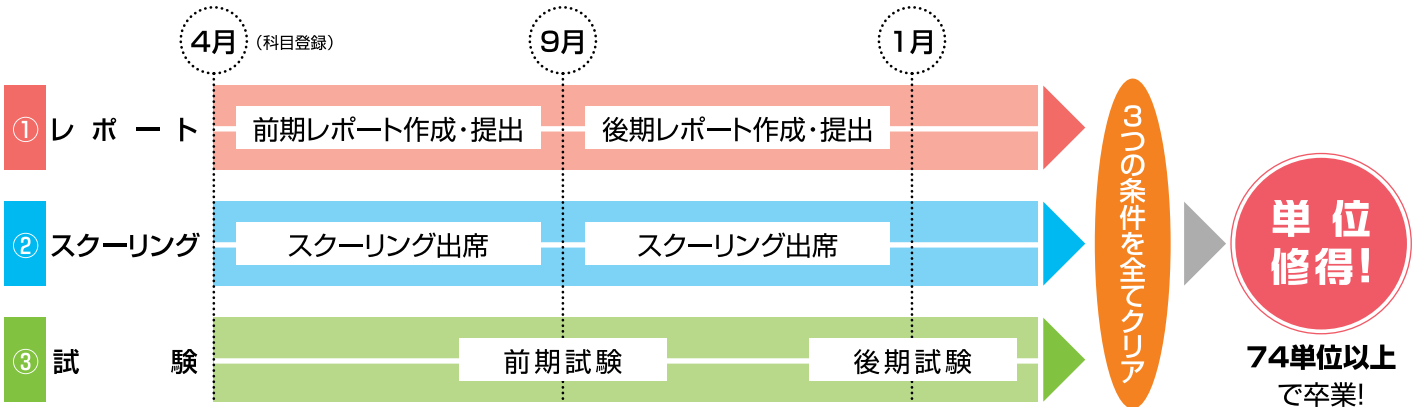 4月 (科目登録)
9月
1月
① レポート
前期レポート作成・提出
後期レポート作成・提出
② スクーリング
スクーリング出席
スクーリング出席
③ 試験
前期試験
後期試験
3つの条件を全てクリア
単位
修得!
74単位以上
で卒業!